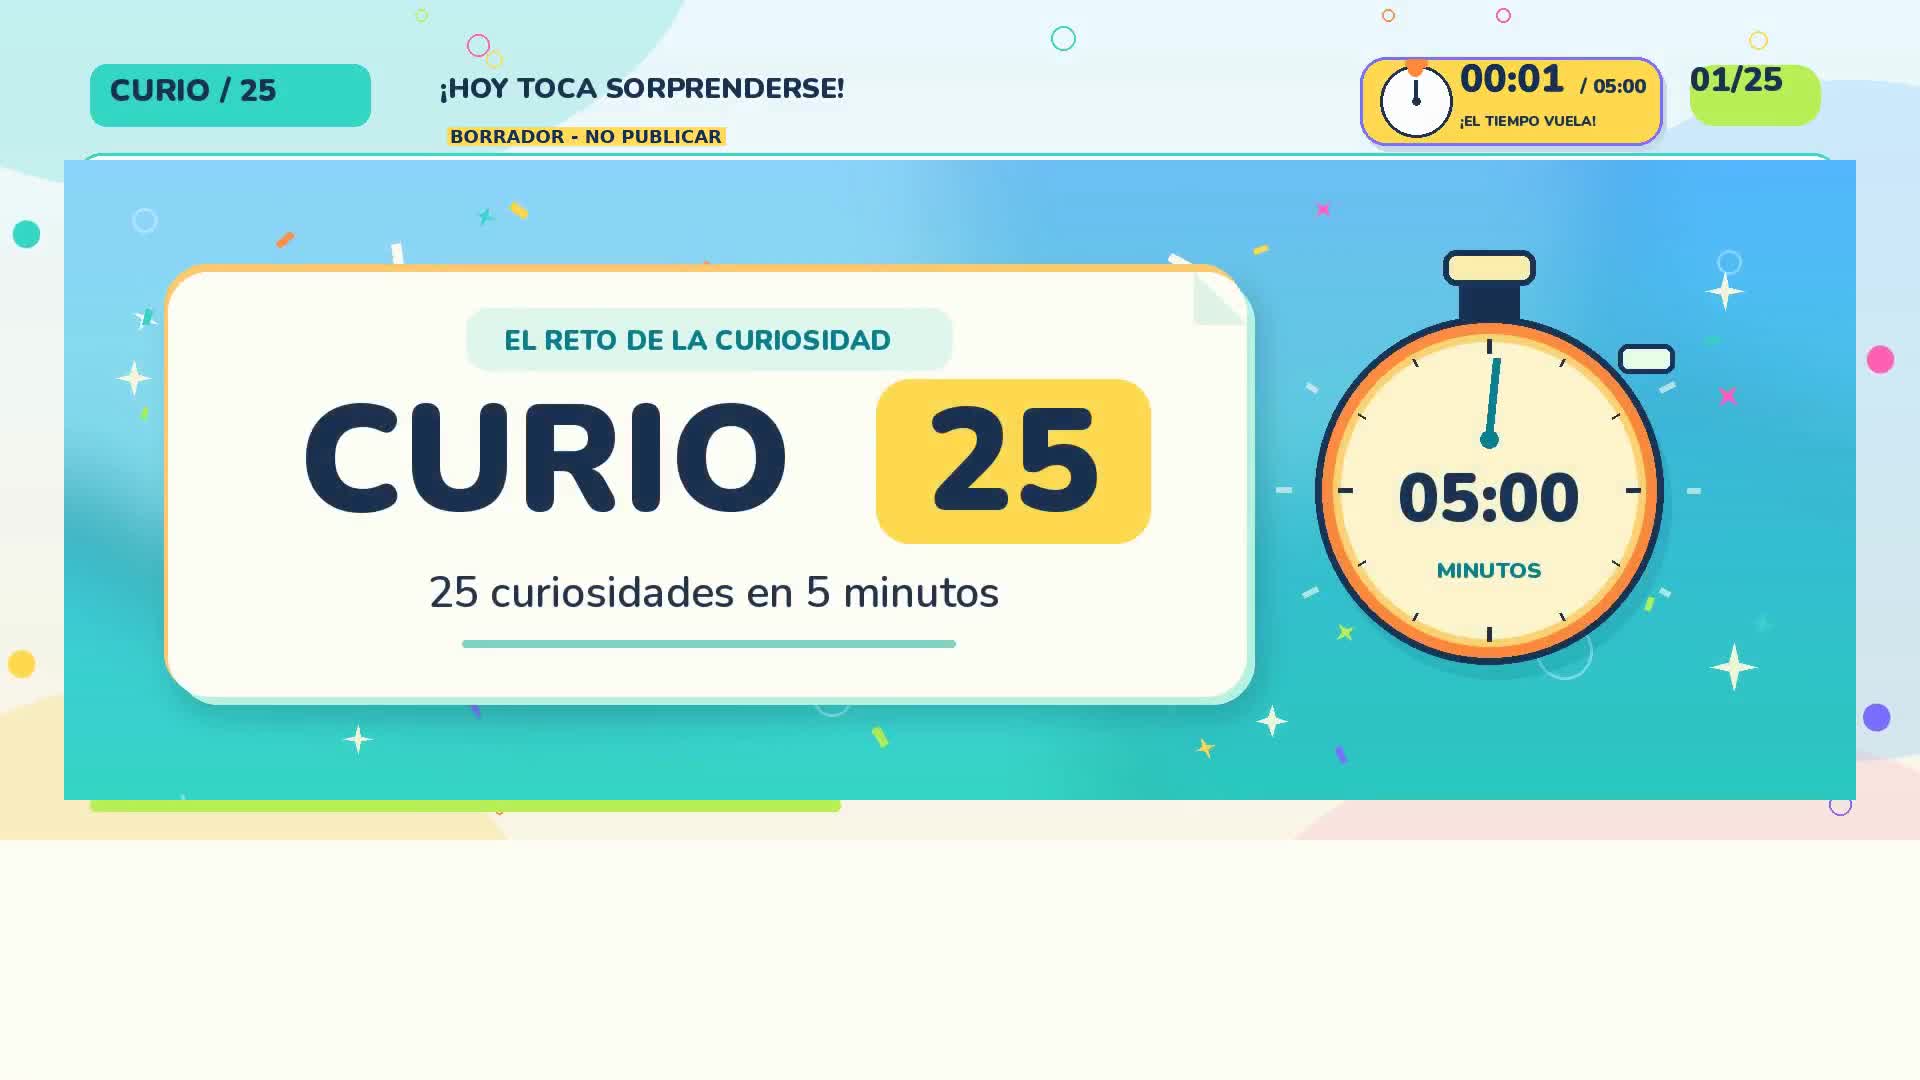 CURIO / 25
¡HOY TOCA SORPRENDERSE!
BORRADOR - NO PUBLICAR
00:01 / 05:00
¡EL TIEMPO VUELA!
01/25
EL RETO DE LA CURIOSIDAD
CURIO 25
25 curiosidades en 5 minutos
05:00
MINUTOS